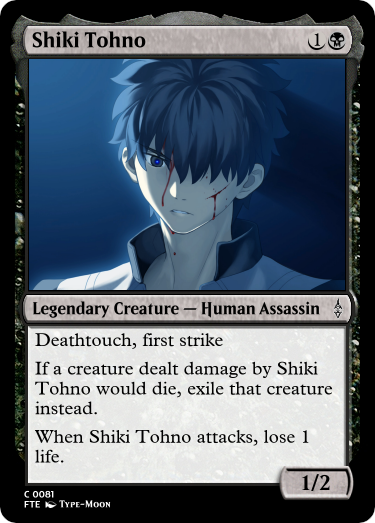 Shiki Tohno 1
Legendary Creature — Human Assassin
Deathtouch, first strike
If a creature dealt damage by Shiki
Tohno would die, exile that creature
instead.
When Shiki Tohno attacks, lose 1
life.
1/2
C 0081
FTE Type-Moon